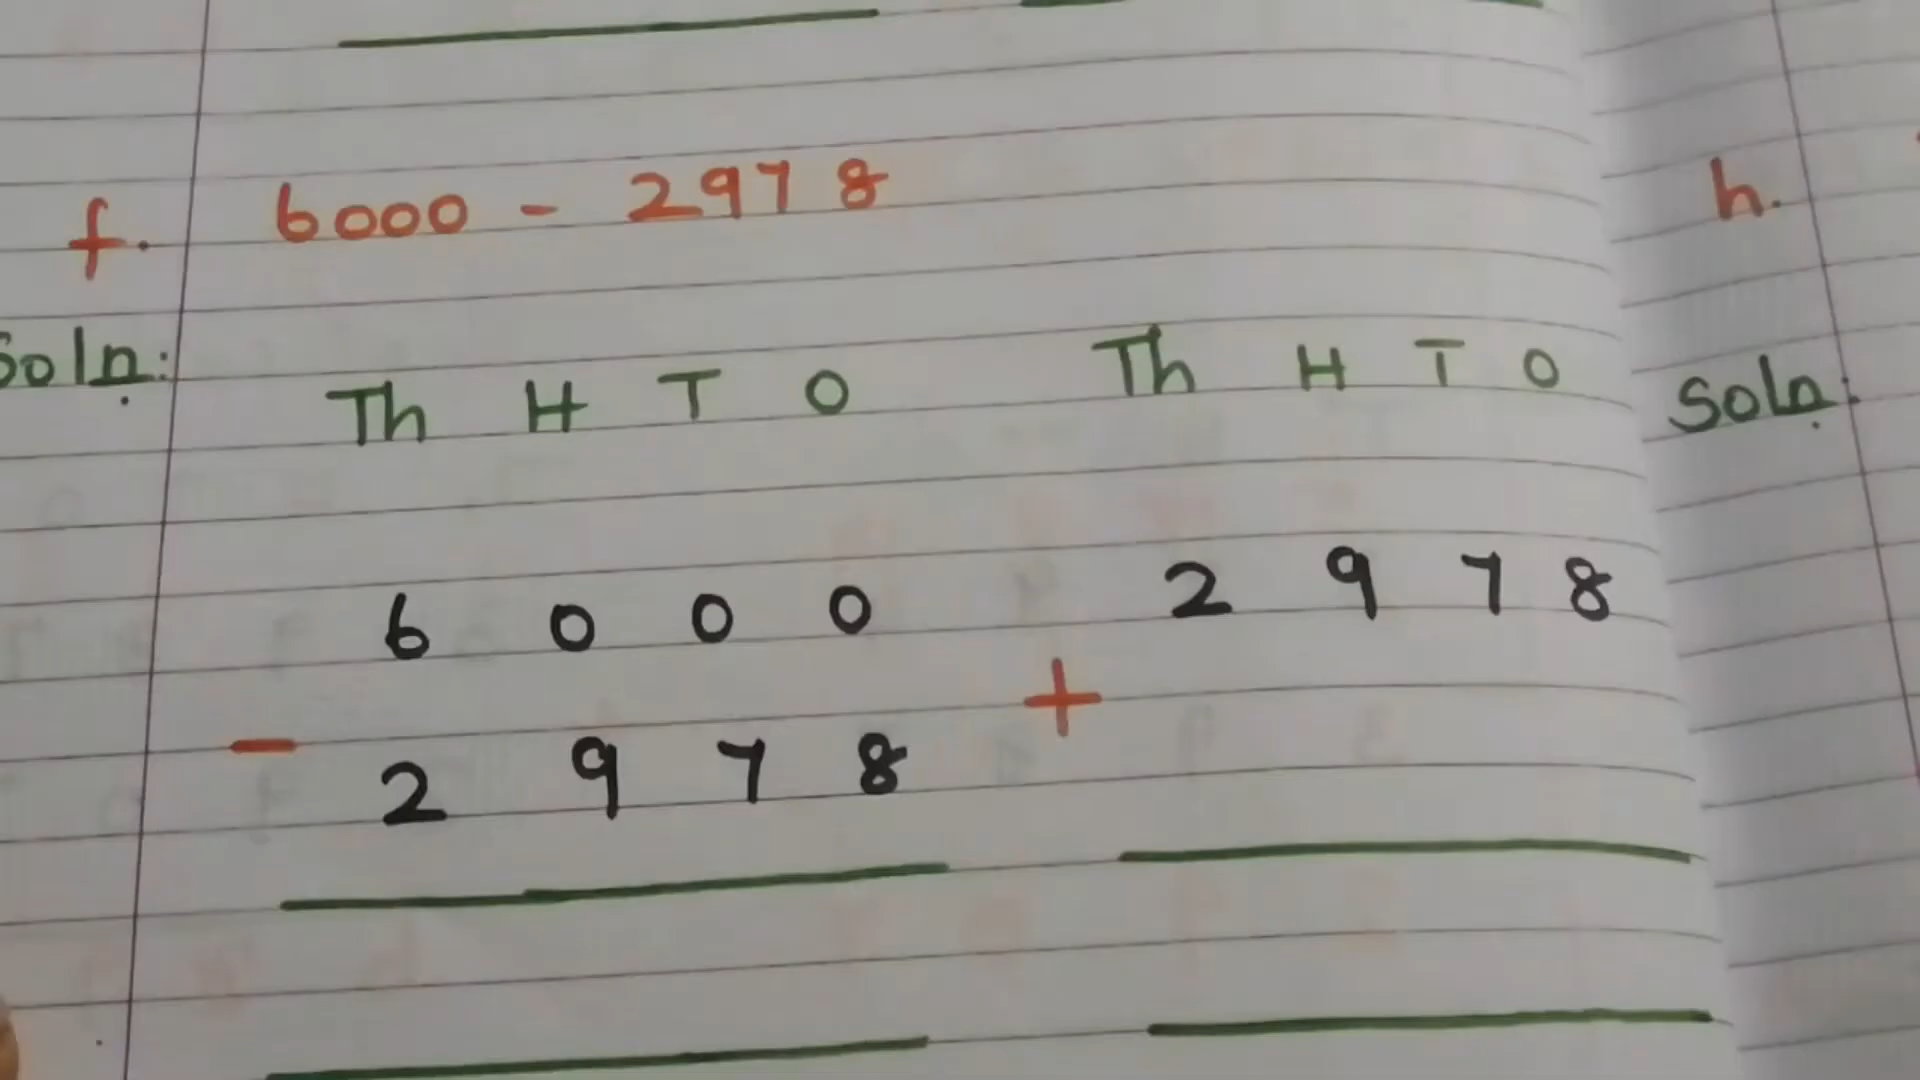 f. 6000 - 2978
h.
Soln:
Th H T O
Th H T O
Soln:
6 0 0 0
- 2 9 7 8
2 9 7 8
+